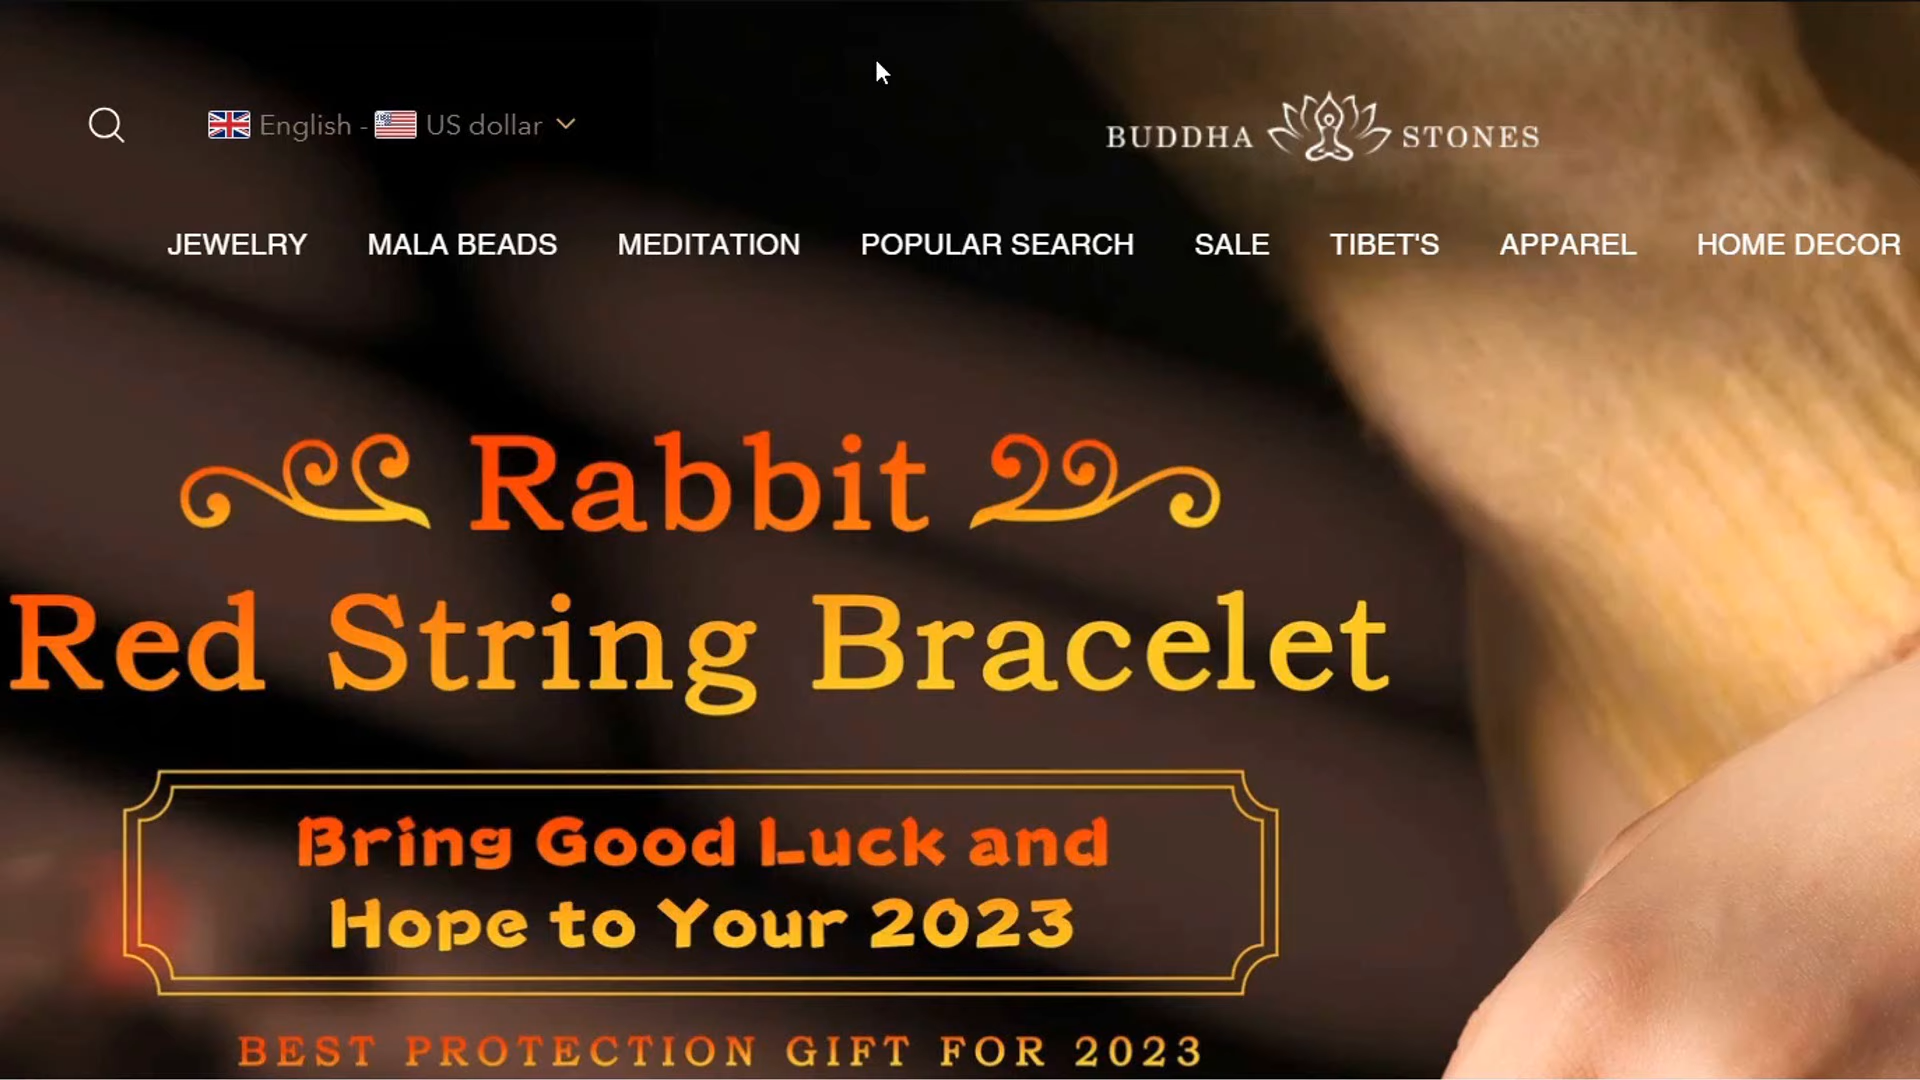 English - US dollar
BUDDHA STONES
JEWELRY MALA BEADS MEDITATION POPULAR SEARCH SALE TIBET'S APPAREL HOME DECOR
Rabbit
Red String Bracelet
Bring Good Luck and
Hope to Your 2023
BEST PROTECTION GIFT FOR 2023